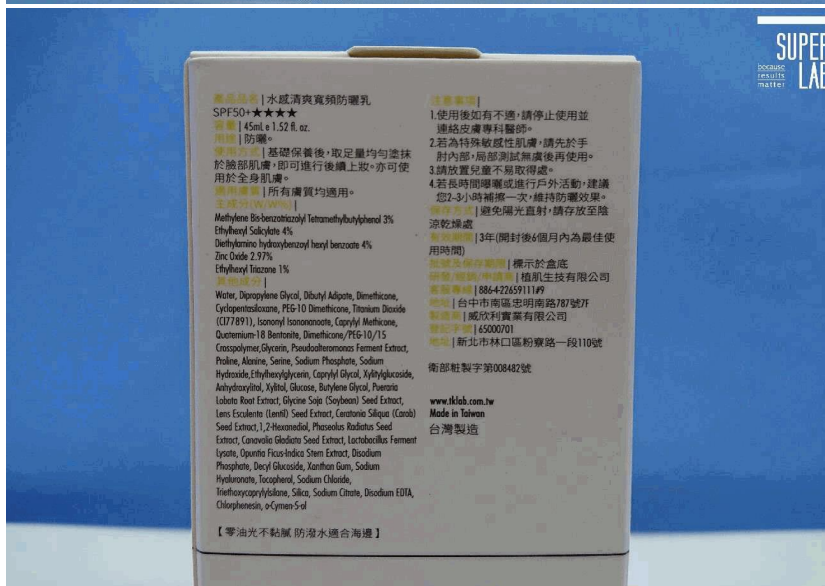 SUPER
LAB
because
results
matter
產品品名 | 水感清爽寬頻防曬乳
SPF50+★★★★
容量 | 45mL e 1.52 fl. oz.
用途 | 防曬。
使用方式 | 基礎保養後,取足量均勻塗抹
於臉部肌膚,即可進行後續上妝。亦可使
用於全身肌膚。
適用膚質 | 所有膚質均適用。
主成分(W/W%) |
Methylene Bis-benzotriazolyl Tetramethylbutylphenol 3%
Ethylhexyl Salicylate 4%
Diethylamino hydroxybenzoyl hexyl benzoate 4%
Zinc Oxide 2.97%
Ethylhexyl Triazone 1%
其他成分 |
Water, Dipropylene Glycol, Dibutyl Adipate, Dimethicone,
Cyclopentasiloxane, PEG-10 Dimethicone, Titanium Dioxide
(CI77891), Isononyl Isononanoate, Caprylyl Methicone,
Quaternium-18 Bentonite, Dimethicone/PEG-10/15
Crosspolymer,Glycerin, Pseudoalteromonas Ferment Extract,
Proline, Alanine, Serine, Sodium Phosphate, Sodium
Hydroxide,Ethylhexylglycerin, Caprylyl Glycol, Xylitylglucoside,
Anhydroxylitol, Xylitol, Glucose, Butylene Glycol, Pueraria
Lobata Root Extract, Glycine Soja (Soybean) Seed Extract,
Lens Esculenta (Lentil) Seed Extract, Ceratonia Siliqua (Carob)
Seed Extract,1,2-Hexanediol, Phaseolus Radiatus Seed
Extract, Canavalia Gladiata Seed Extract, Lactobacillus Ferment
Lysate, Opuntia Ficus-Indica Stem Extract, Disodium
Phosphate, Decyl Glucoside, Xanthan Gum, Sodium
Hyaluronate, Tocopherol, Sodium Chloride,
Triethoxycaprylylsilane, Silica, Sodium Citrate, Disodium EDTA,
Chlorphenesin, o-Cymen-5-ol
【零油光不黏膩 防潑水適合海邊】
注意事項 |
1.使用後如有不適,請停止使用並
連絡皮膚專科醫師。
2.若為特殊敏感性肌膚,請先於手
肘內部,局部測試無虞後再使用。
3.請放置兒童不易取得處。
4.若長時間曝曬或進行戶外活動,建議
您2-3小時補擦一次,維持防曬效果。
保存方式 | 避免陽光直射,請存放至陰
涼乾燥處
有效期間 | 3年(開封後6個月內為最佳使
用時間)
批號及保存期限 | 標示於盒底
研發/經銷/申請商 | 植肌生技有限公司
客服專線 | 8864-22659111#9
地址 | 台中市南區忠明南路787號7F
製造商 | 威欣利實業有限公司
登記字號 | 65000701
地址 | 新北市林口區粉寮路一段110號
衛部粧製字第008482號
www.tklab.com.tw
Made in Taiwan
台灣製造